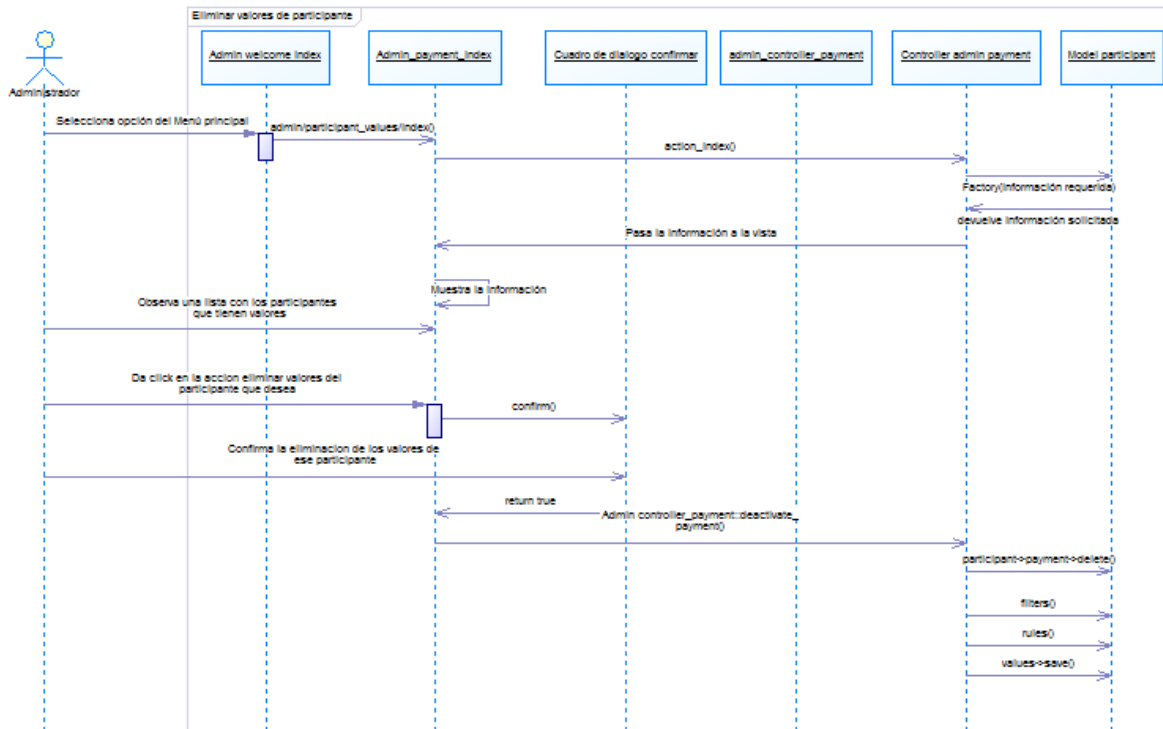 Eliminar valores de participante
Admin welcome index
Admin_payment_index
Cuadro de dialogo confirmar
admin_controller_payment
Controller admin payment
Model participant
Administrador
Selecciona opción del Menú principal
admin/participant_values/index()
action_index()
Factory(información requerida)
devuelve información solicitada
Pasa la información a la vista
Muestra la información
Observa una lista con los participantes
que tienen valores
Da click en la accion eliminar valores del
participante que desea
confirm()
Confirma la eliminacion de los valores de
ese participante
return true
Admin controller_payment::deactivate_
payment()
participant->payment->delete()
filters()
rules()
values->save()